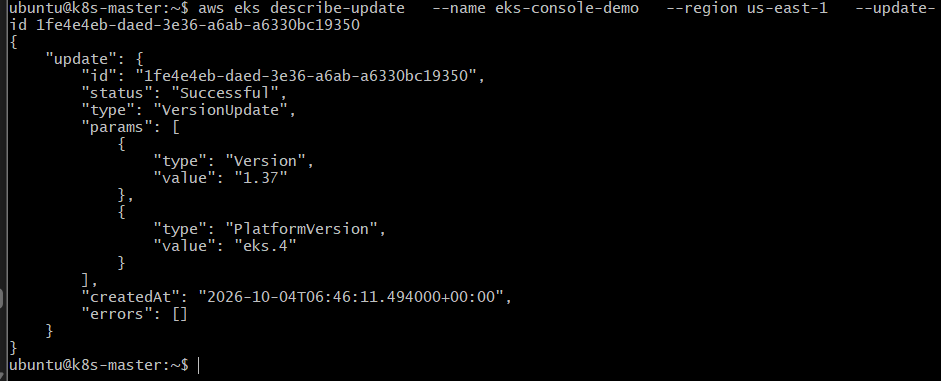 ubuntu@k8s-master:~$ aws eks describe-update   --name eks-console-demo   --region us-east-1   --update-
id 1fe4e4eb-daed-3e36-a6ab-a6330bc19350
{
    "update": {
        "id": "1fe4e4eb-daed-3e36-a6ab-a6330bc19350",
        "status": "Successful",
        "type": "VersionUpdate",
        "params": [
            {
                "type": "Version",
                "value": "1.37"
            },
            {
                "type": "PlatformVersion",
                "value": "eks.4"
            }
        ],
        "createdAt": "2026-10-04T06:46:11.494000+00:00",
        "errors": []
    }
}
ubuntu@k8s-master:~$